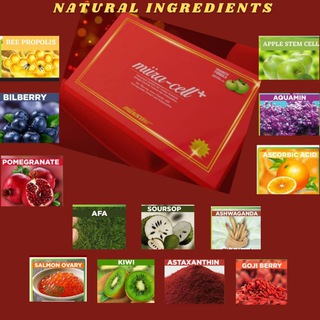 NATURAL INGREDIENTS
BEE PROPOLIS
APPLE STEM CELL
miira-cell+
BILBERRY
AQUAMIN
POMEGRANATE
ASCORBIC ACID
AFA
SOURSOP
ASHWAGANDA
SALMON OVARY
KIWI
ASTAXANTHIN
GOJI BERRY